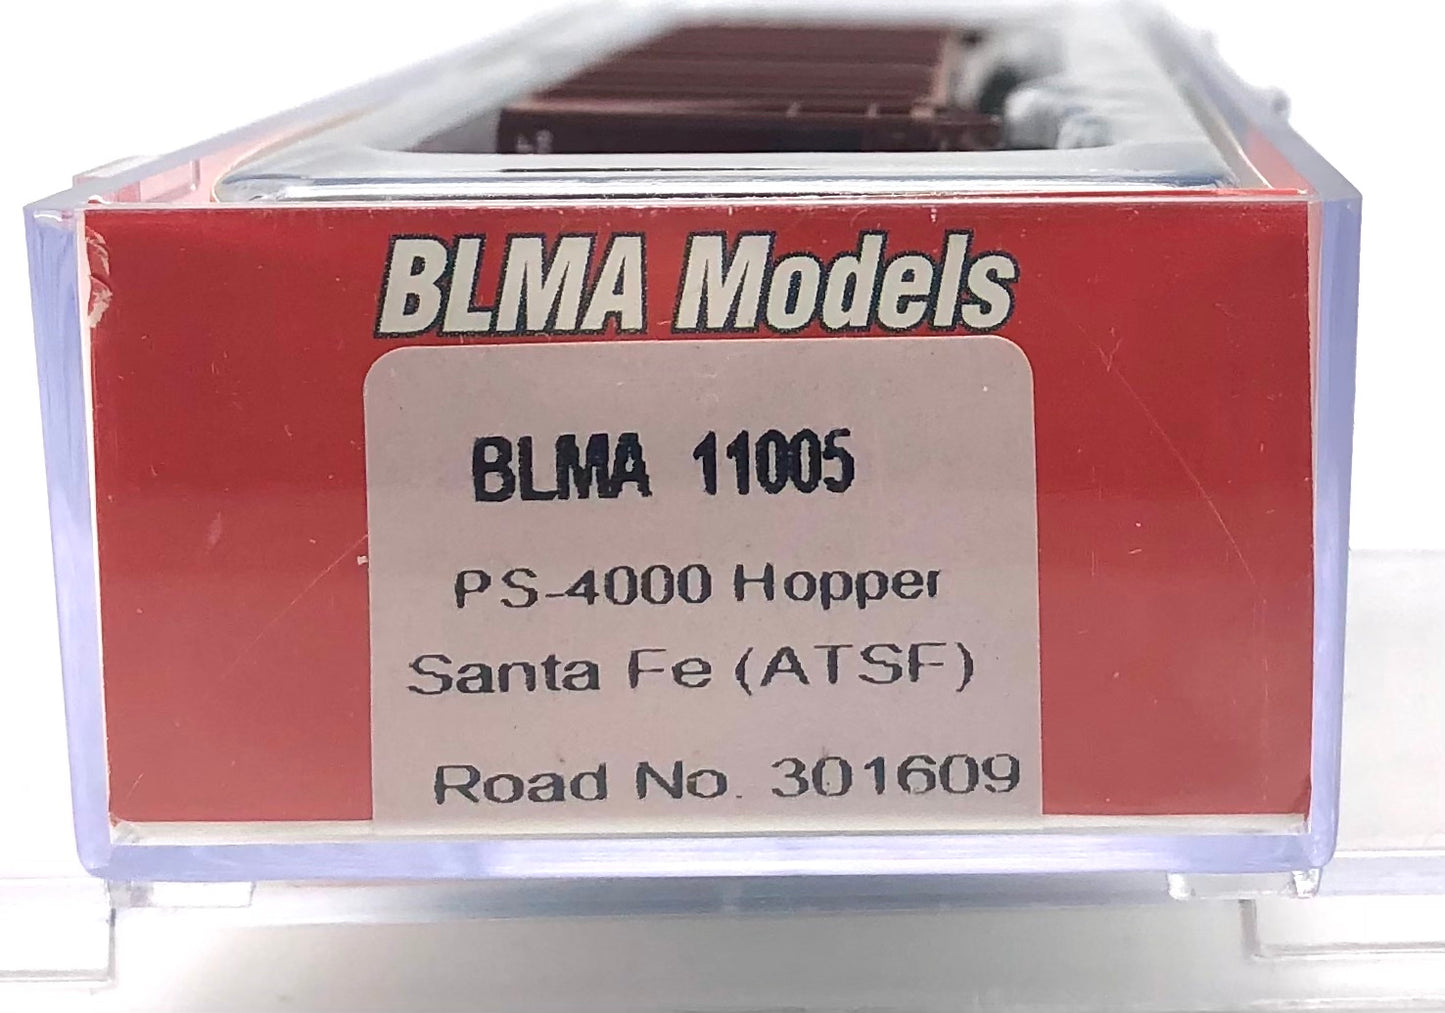 BLMA Models
BLMA 11005
PS-4000 Hopper
Santa Fe (ATSF)
Road No. 301609